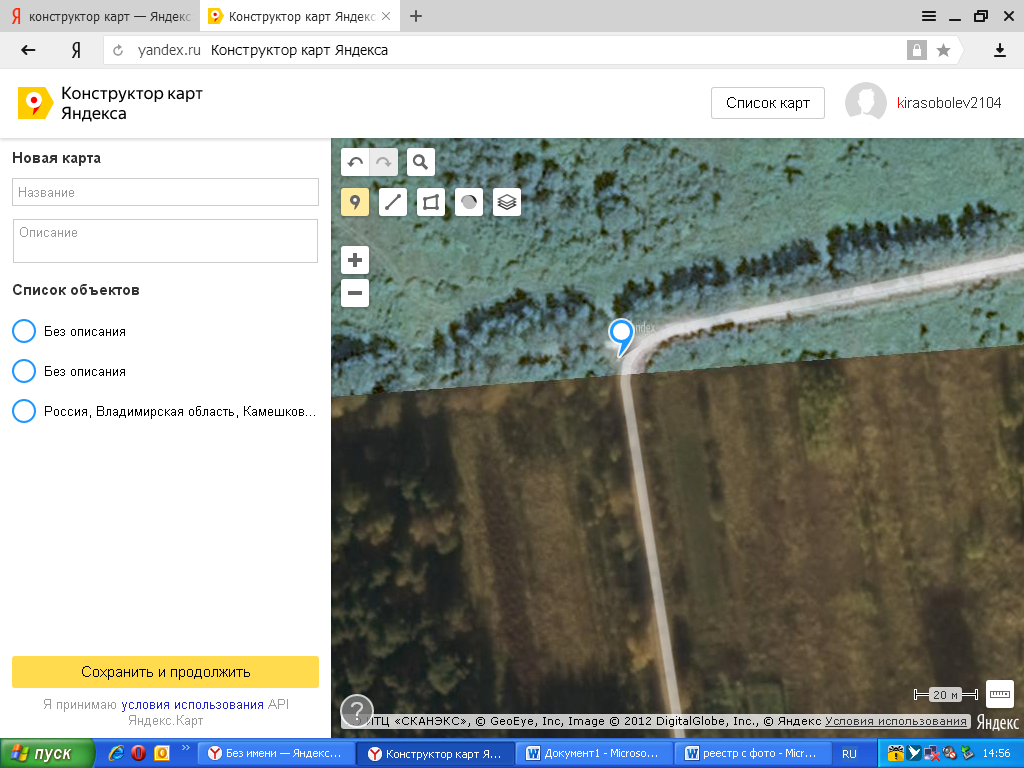 конструктор карт — Яндекс
Конструктор карт Яндекс
yandex.ru Конструктор карт Яндекса
Конструктор карт
Яндекса
Список карт
kirasobolev2104
Новая карта
Название
Описание
Список объектов
Без описания
Без описания
Россия, Владимирская область, Камешков...
Сохранить и продолжить
Я принимаю условия использования API
Яндекс.Карт
20 м
ИТЦ «СКАНЭКС», © GeoEye, Inc, Image © 2012 DigitalGlobe, Inc., © Яндекс Условия использования
Яндекс
пуск
Без имени — Яндекс...
Конструктор карт Я...
Документ1 - Microso...
реестр с фото - Micr...
RU
14:56